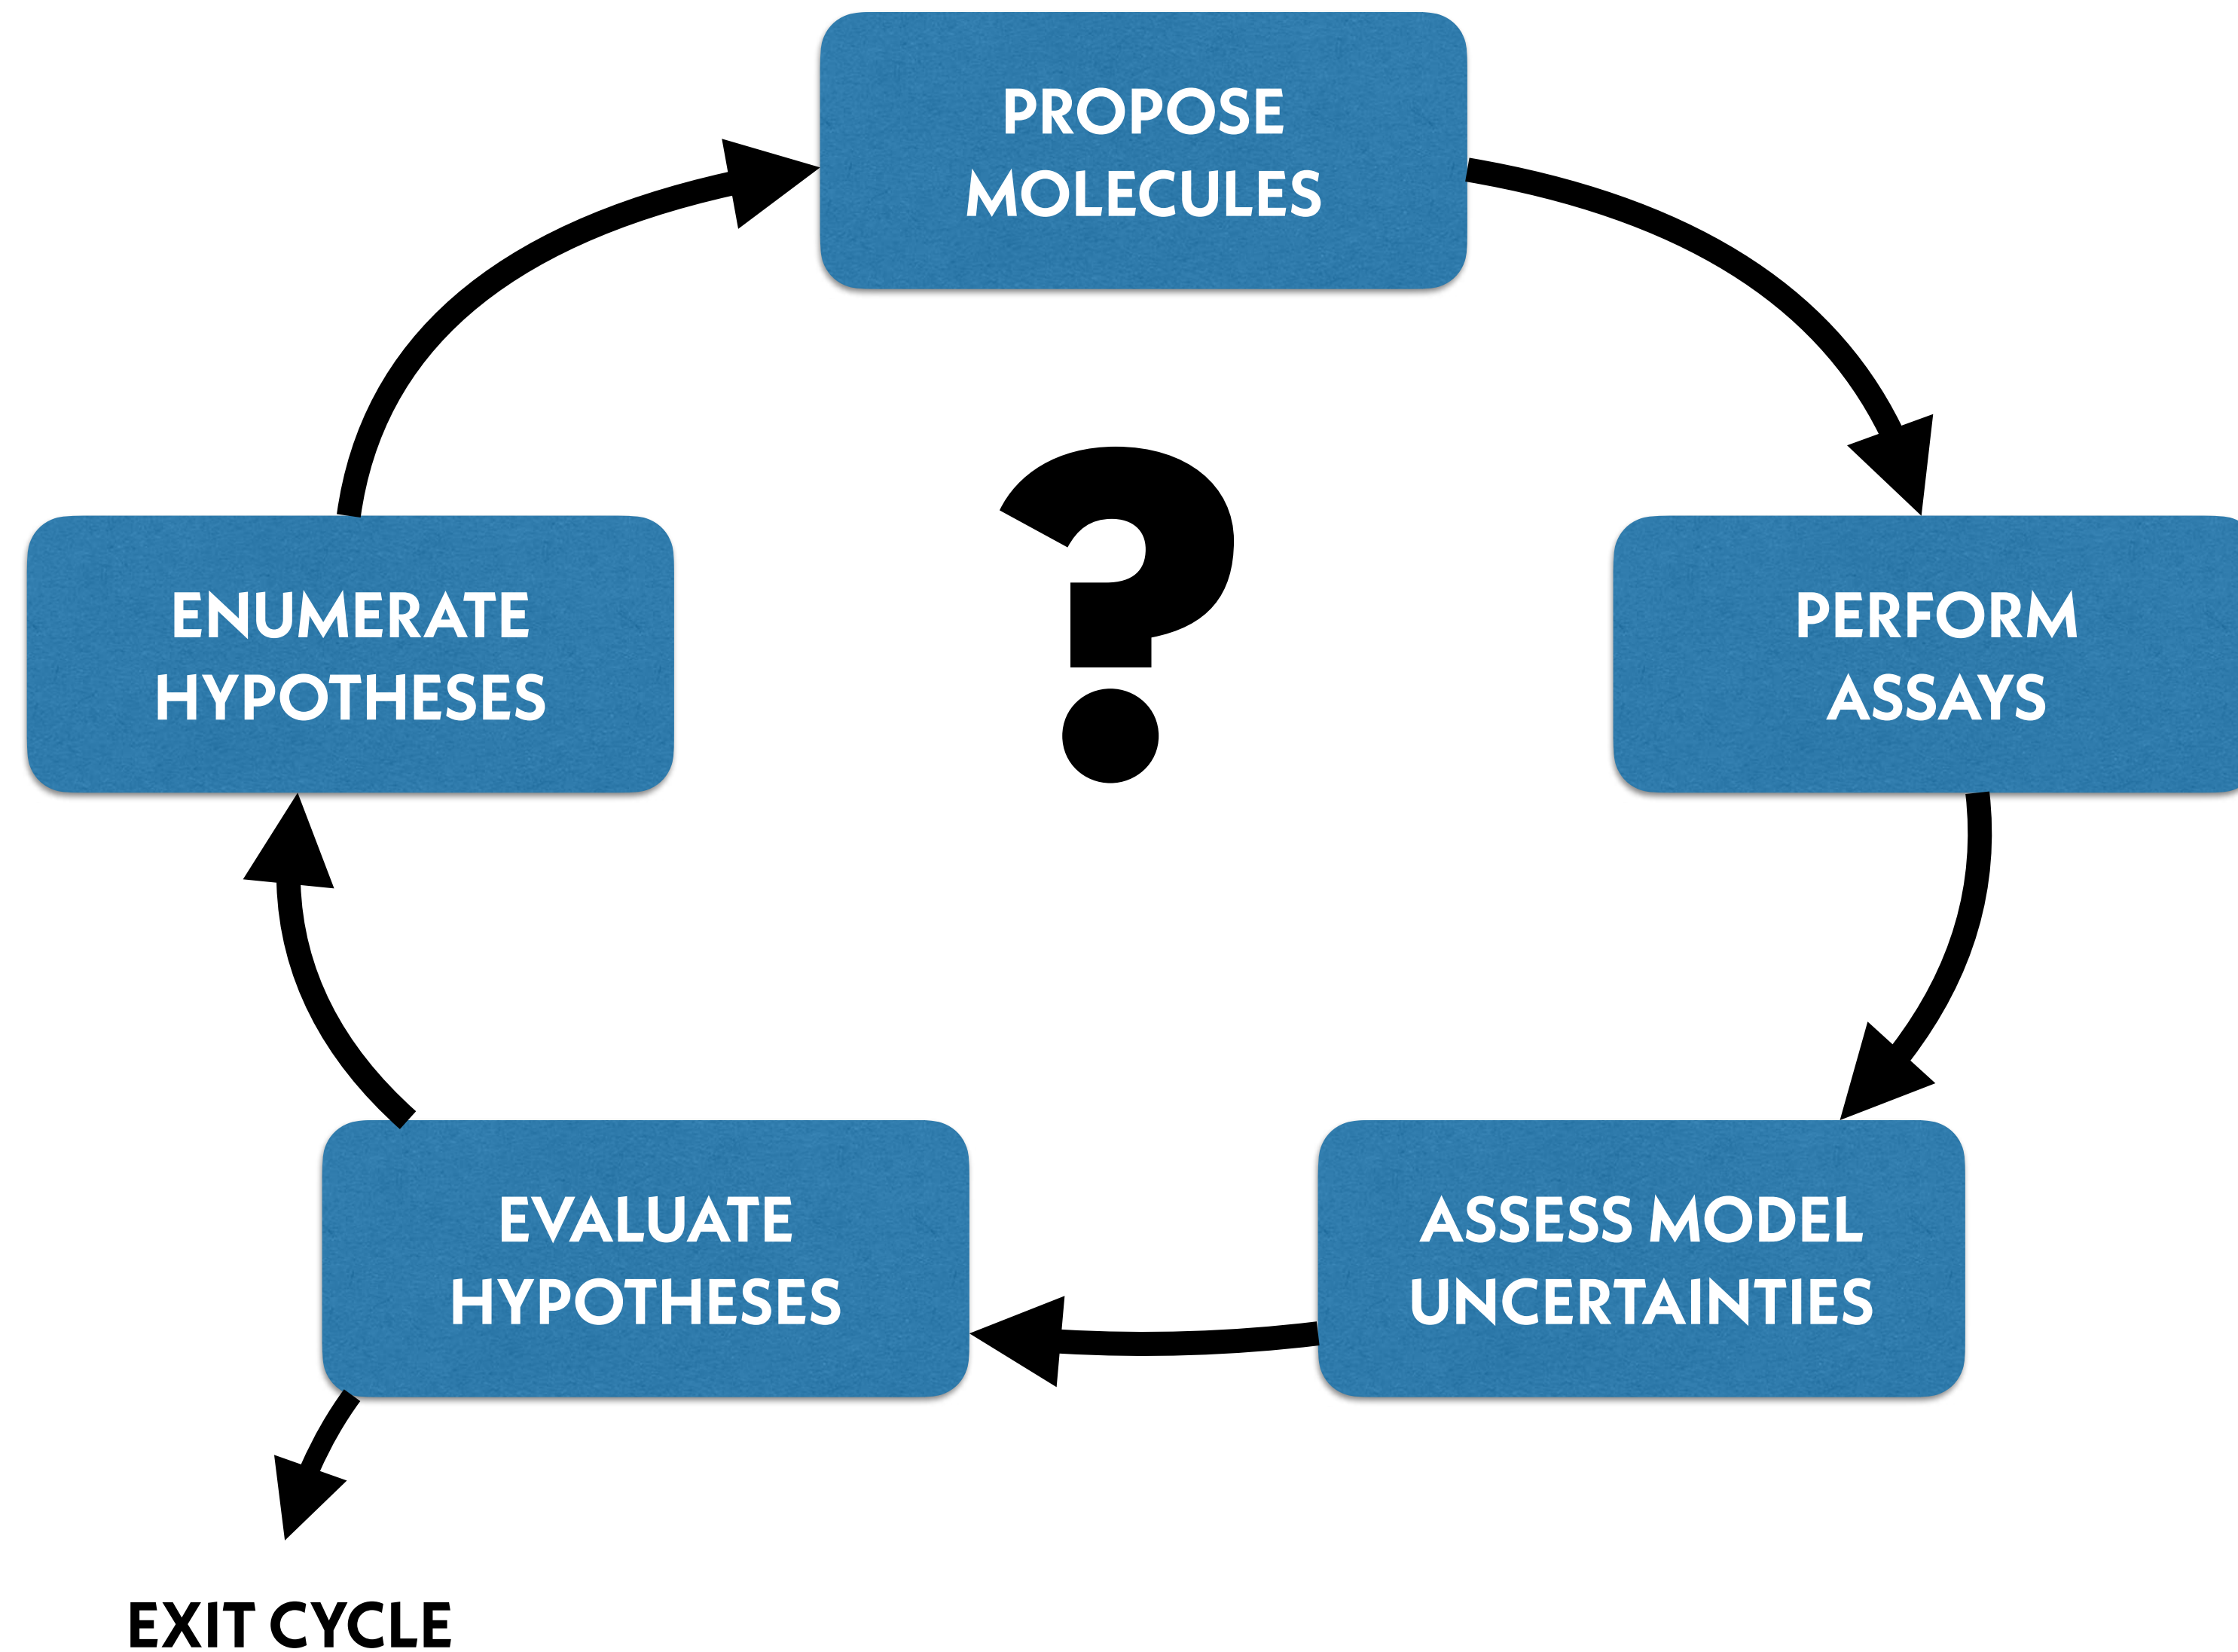 PROPOSE
MOLECULES
?
ENUMERATE
HYPOTHESES
PERFORM
ASSAYS
EVALUATE
HYPOTHESES
ASSESS MODEL
UNCERTAINTIES
EXIT CYCLE